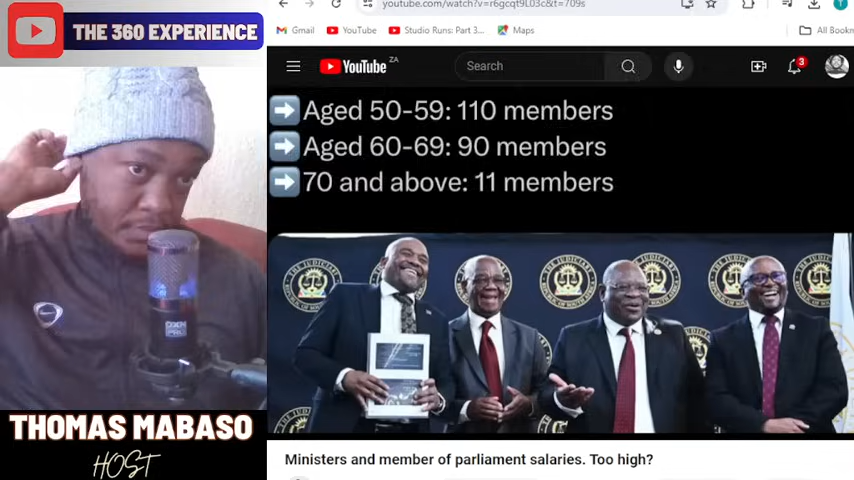 THE 360 EXPERIENCE
youtube.com/watch?v=r6gcqt9L03c&t=709s
Gmail
YouTube
Studio Runs: Part 3...
Maps
All Bookm
YouTube ZA
Search
3
Aged 50-59: 110 members
Aged 60-69: 90 members
70 and above: 11 members
THOMAS MABASO
HOST
Ministers and member of parliament salaries. Too high?